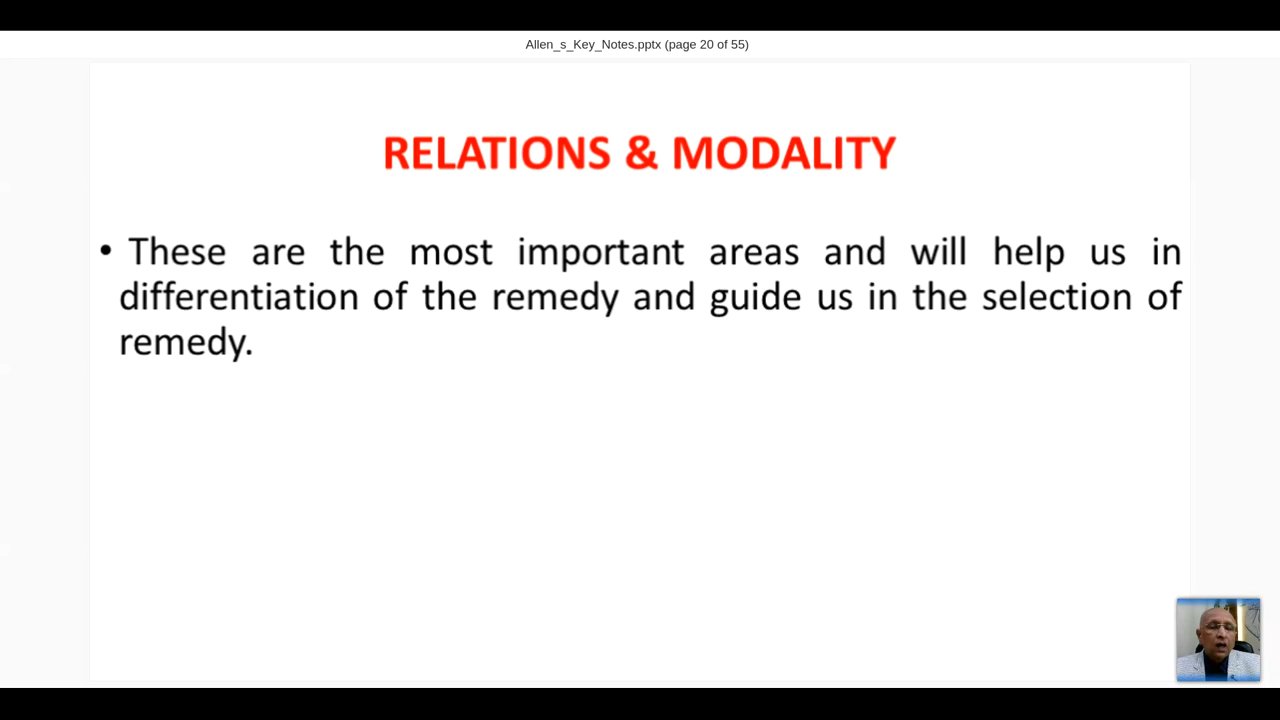 Allen_s_Key_Notes.pptx (page 20 of 55)
RELATIONS & MODALITY
• These are the most important areas and will help us in
differentiation of the remedy and guide us in the selection of
remedy.